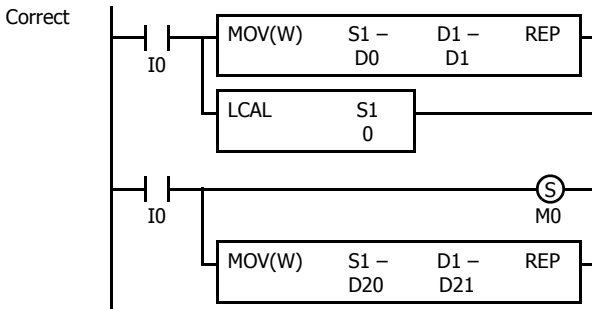 Correct
MOV(W) S1 – D1 – REP
I0 D0 D1
LCAL S1
0
S
I0 M0
MOV(W) S1 – D1 – REP
D20 D21